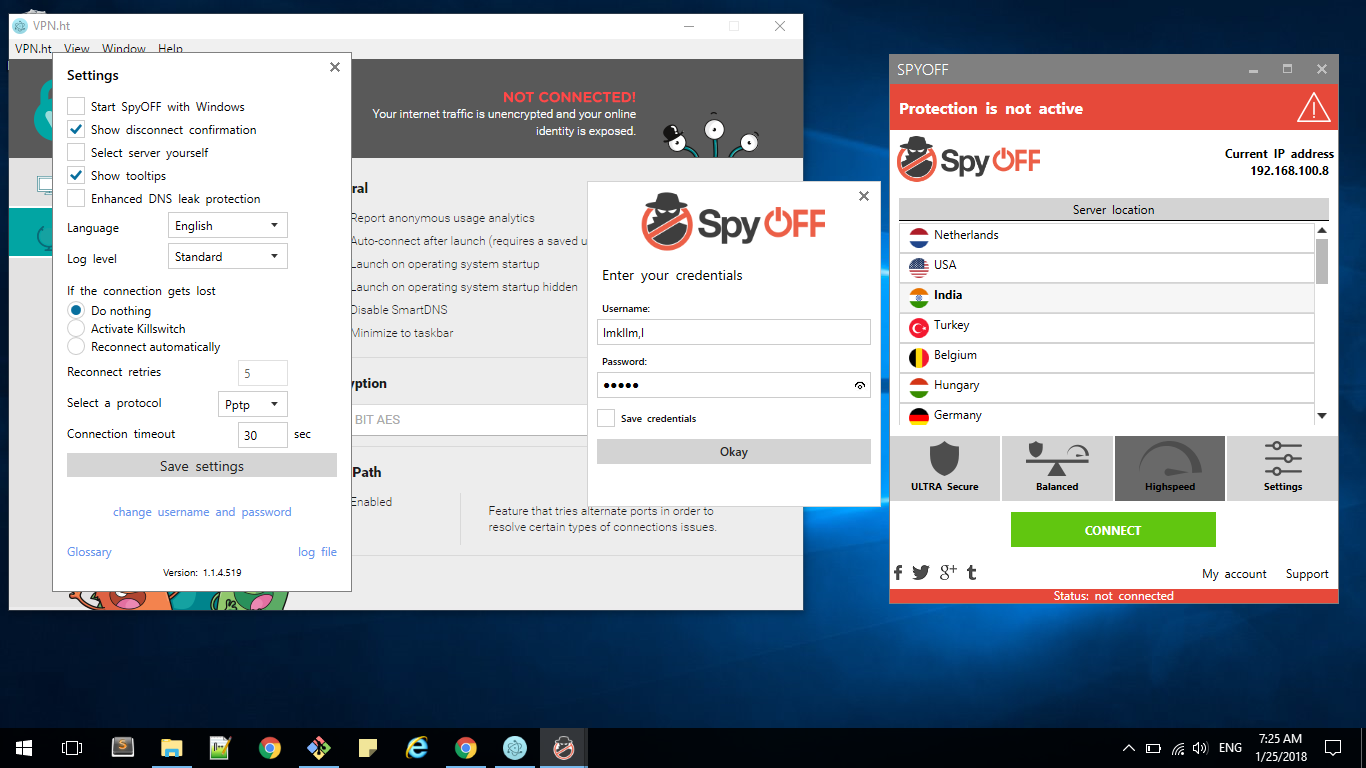 VPN.ht
VPN.ht View Window Help
NOT CONNECTED!
Your internet traffic is unencrypted and your online
identity is exposed.
Settings
Start SpyOFF with Windows
Show disconnect confirmation
Select server yourself
Show tooltips
Enhanced DNS leak protection
Language English
Log level Standard
If the connection gets lost
Do nothing
Activate Killswitch
Reconnect automatically
Reconnect retries 5
Select a protocol Pptp
Connection timeout 30 sec
Save settings
change username and password
Glossary log file
Version: 1.1.4.519
ral
Report anonymous usage analytics
Auto-connect after launch (requires a saved u
Launch on operating system startup
Launch on operating system startup hidden
Disable SmartDNS
Minimize to taskbar
yption
BIT AES
Path
Enabled
Feature that tries alternate ports in order to
resolve certain types of connections issues.
SpyOFF
Enter your credentials
Username:
lmkllm,l
Password:
•••••
Save credentials
Okay
SPYOFF
Protection is not active
SpyOFF
Current IP address
192.168.100.8
Server location
Netherlands
USA
India
Turkey
Belgium
Hungary
Germany
ULTRA Secure Balanced Highspeed Settings
CONNECT
My account Support
Status: not connected
ENG
7:25 AM
1/25/2018